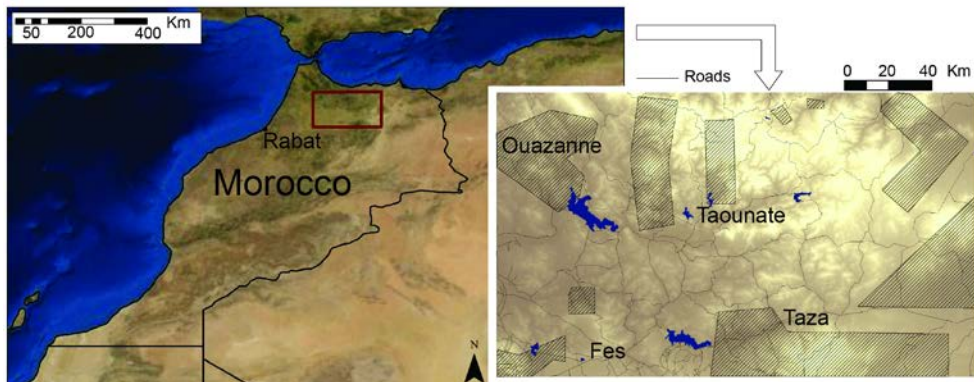 Km
50 200 400
Rabat
Morocco
N
Roads
Km
0 20 40
Ouazanne
Taounate
Taza
Fes